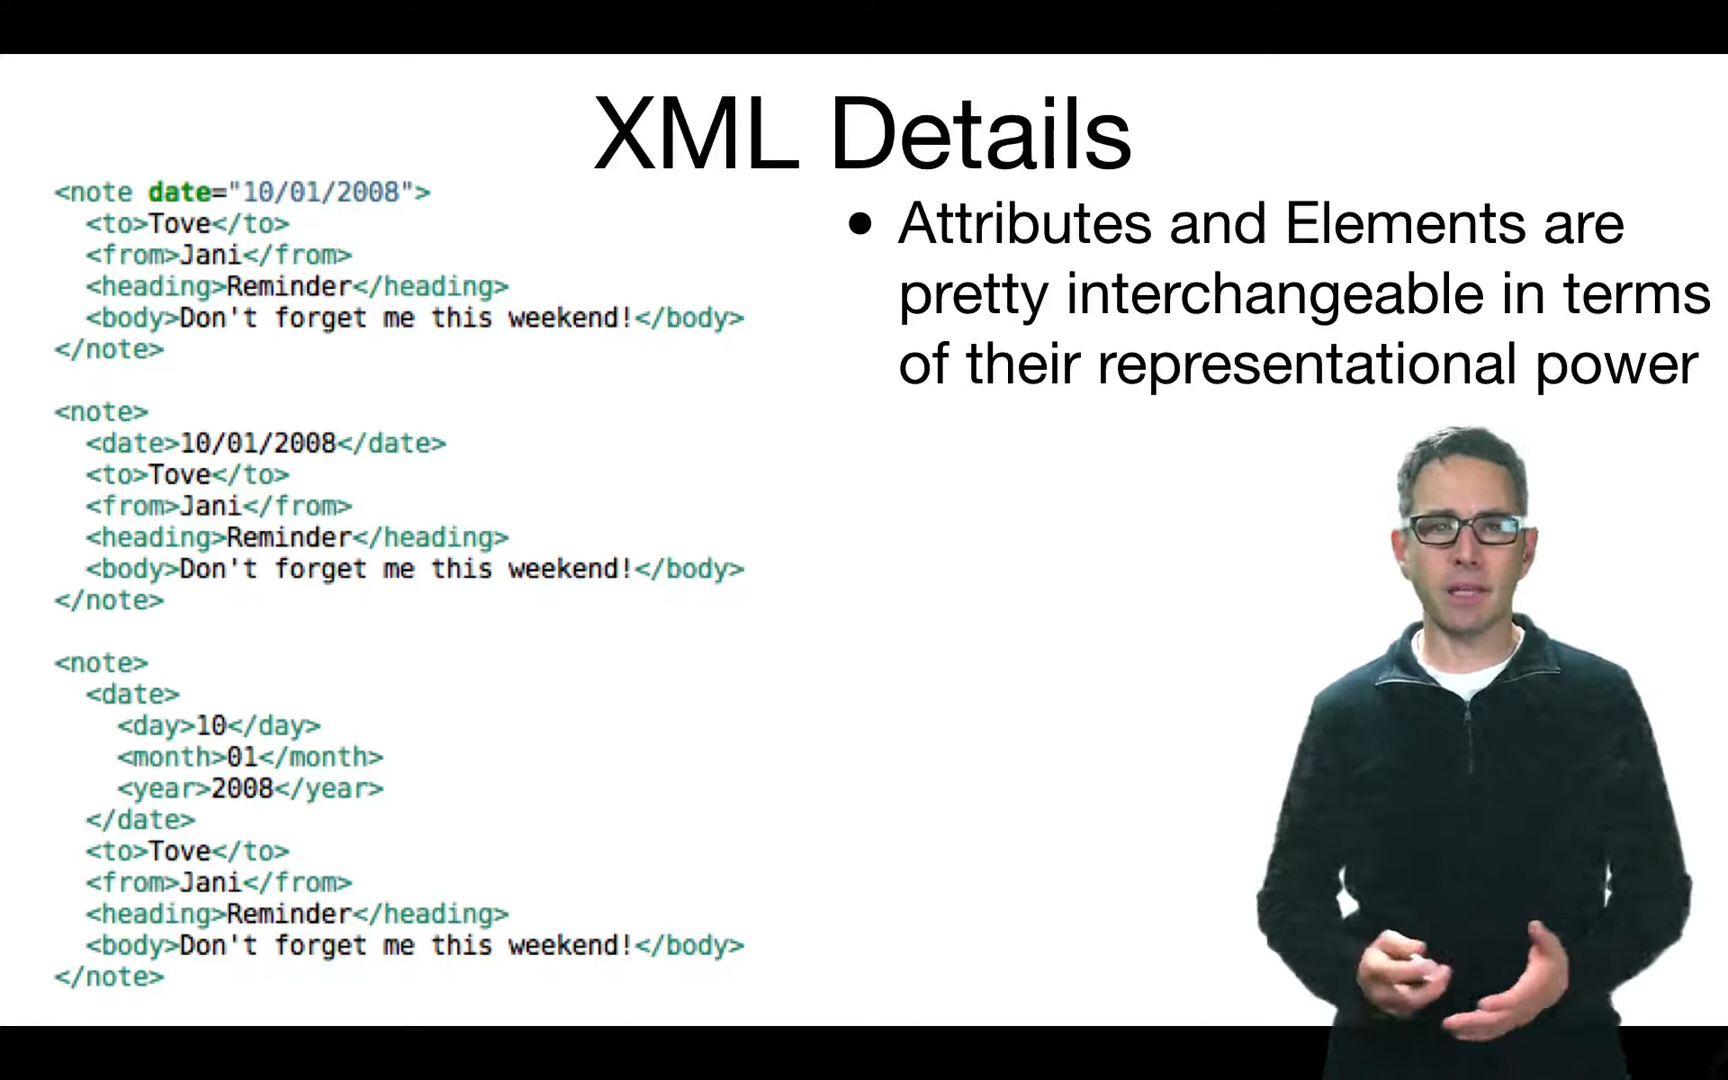 XML Details
<note date="10/01/2008">
<to>Tove</to>
<from>Jani</from>
<heading>Reminder</heading>
<body>Don't forget me this weekend!</body>
</note>
<note>
<date>10/01/2008</date>
<to>Tove</to>
<from>Jani</from>
<heading>Reminder</heading>
<body>Don't forget me this weekend!</body>
</note>
<note>
<date>
<day>10</day>
<month>01</month>
<year>2008</year>
</date>
<to>Tove</to>
<from>Jani</from>
<heading>Reminder</heading>
<body>Don't forget me this weekend!</body>
</note>
• Attributes and Elements are
pretty interchangeable in terms
of their representational power